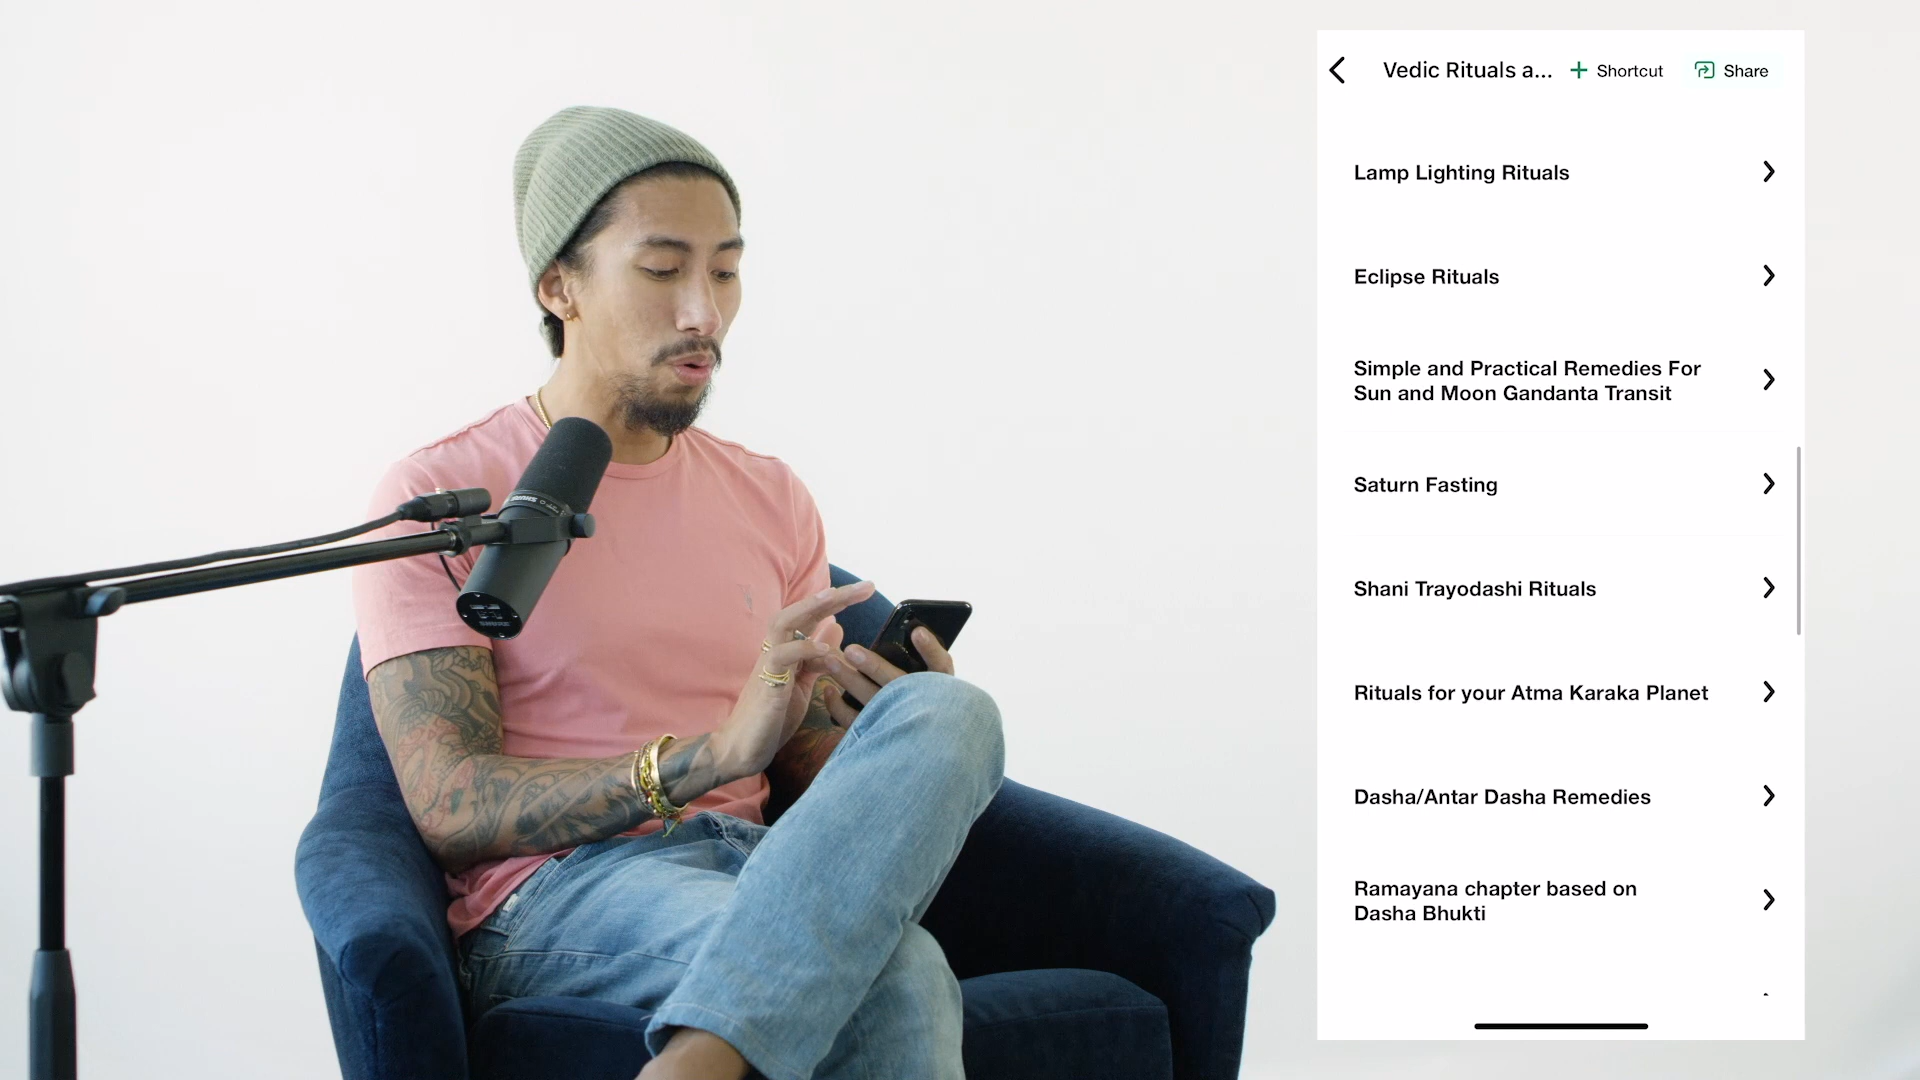 Vedic Rituals a...
Shortcut
Share
Lamp Lighting Rituals
Eclipse Rituals
Simple and Practical Remedies For
Sun and Moon Gandanta Transit
Saturn Fasting
Shani Trayodashi Rituals
Rituals for your Atma Karaka Planet
Dasha/Antar Dasha Remedies
Ramayana chapter based on
Dasha Bhukti